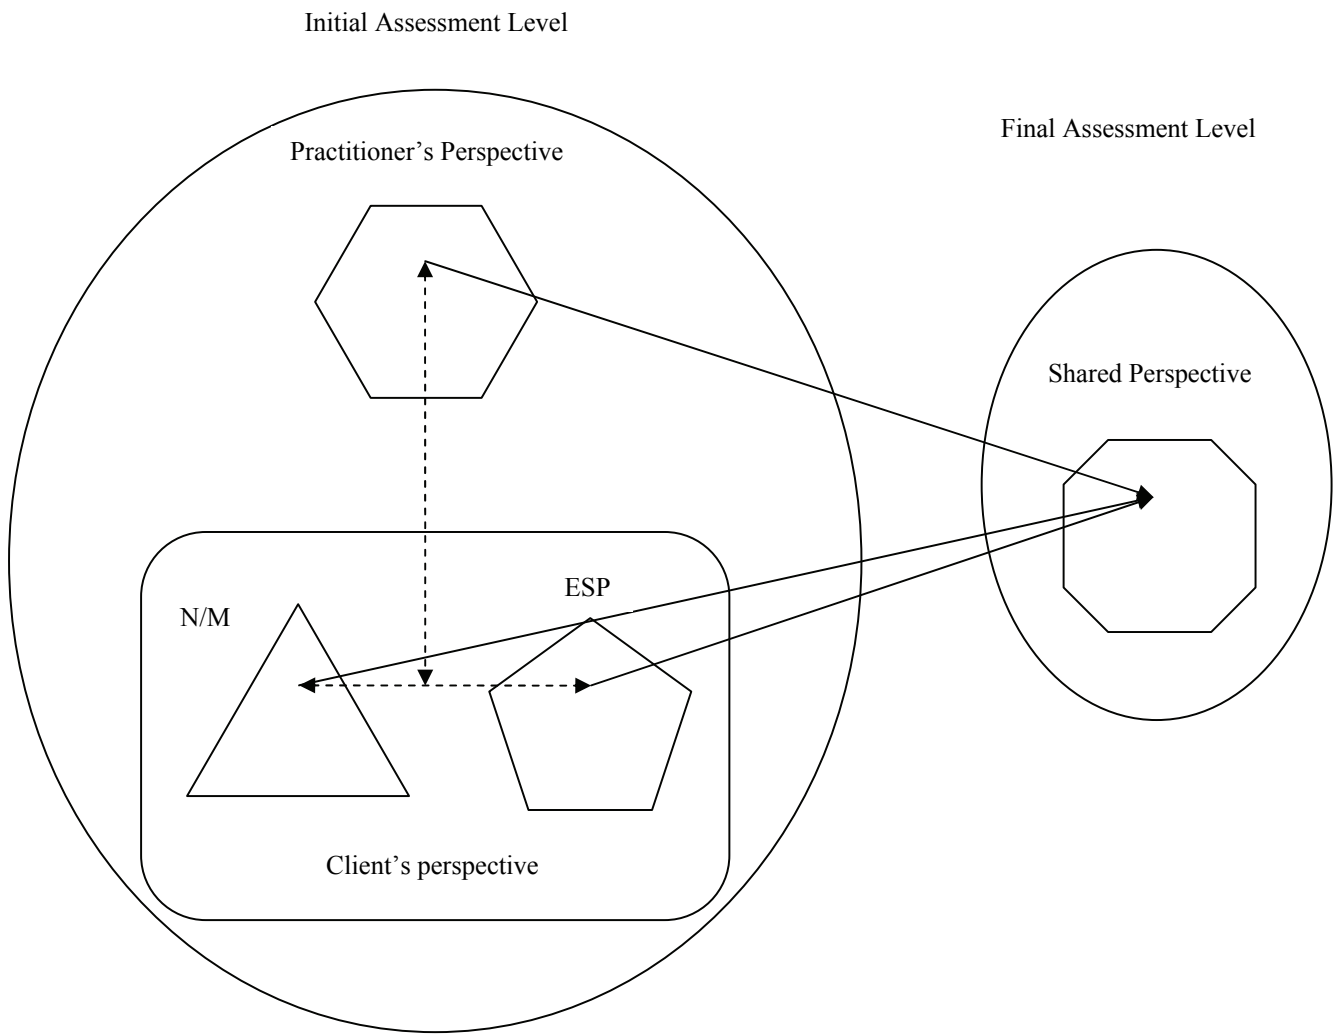 Initial Assessment Level
Final Assessment Level
Practitioner’s Perspective
Shared Perspective
ESP
N/M
Client’s perspective